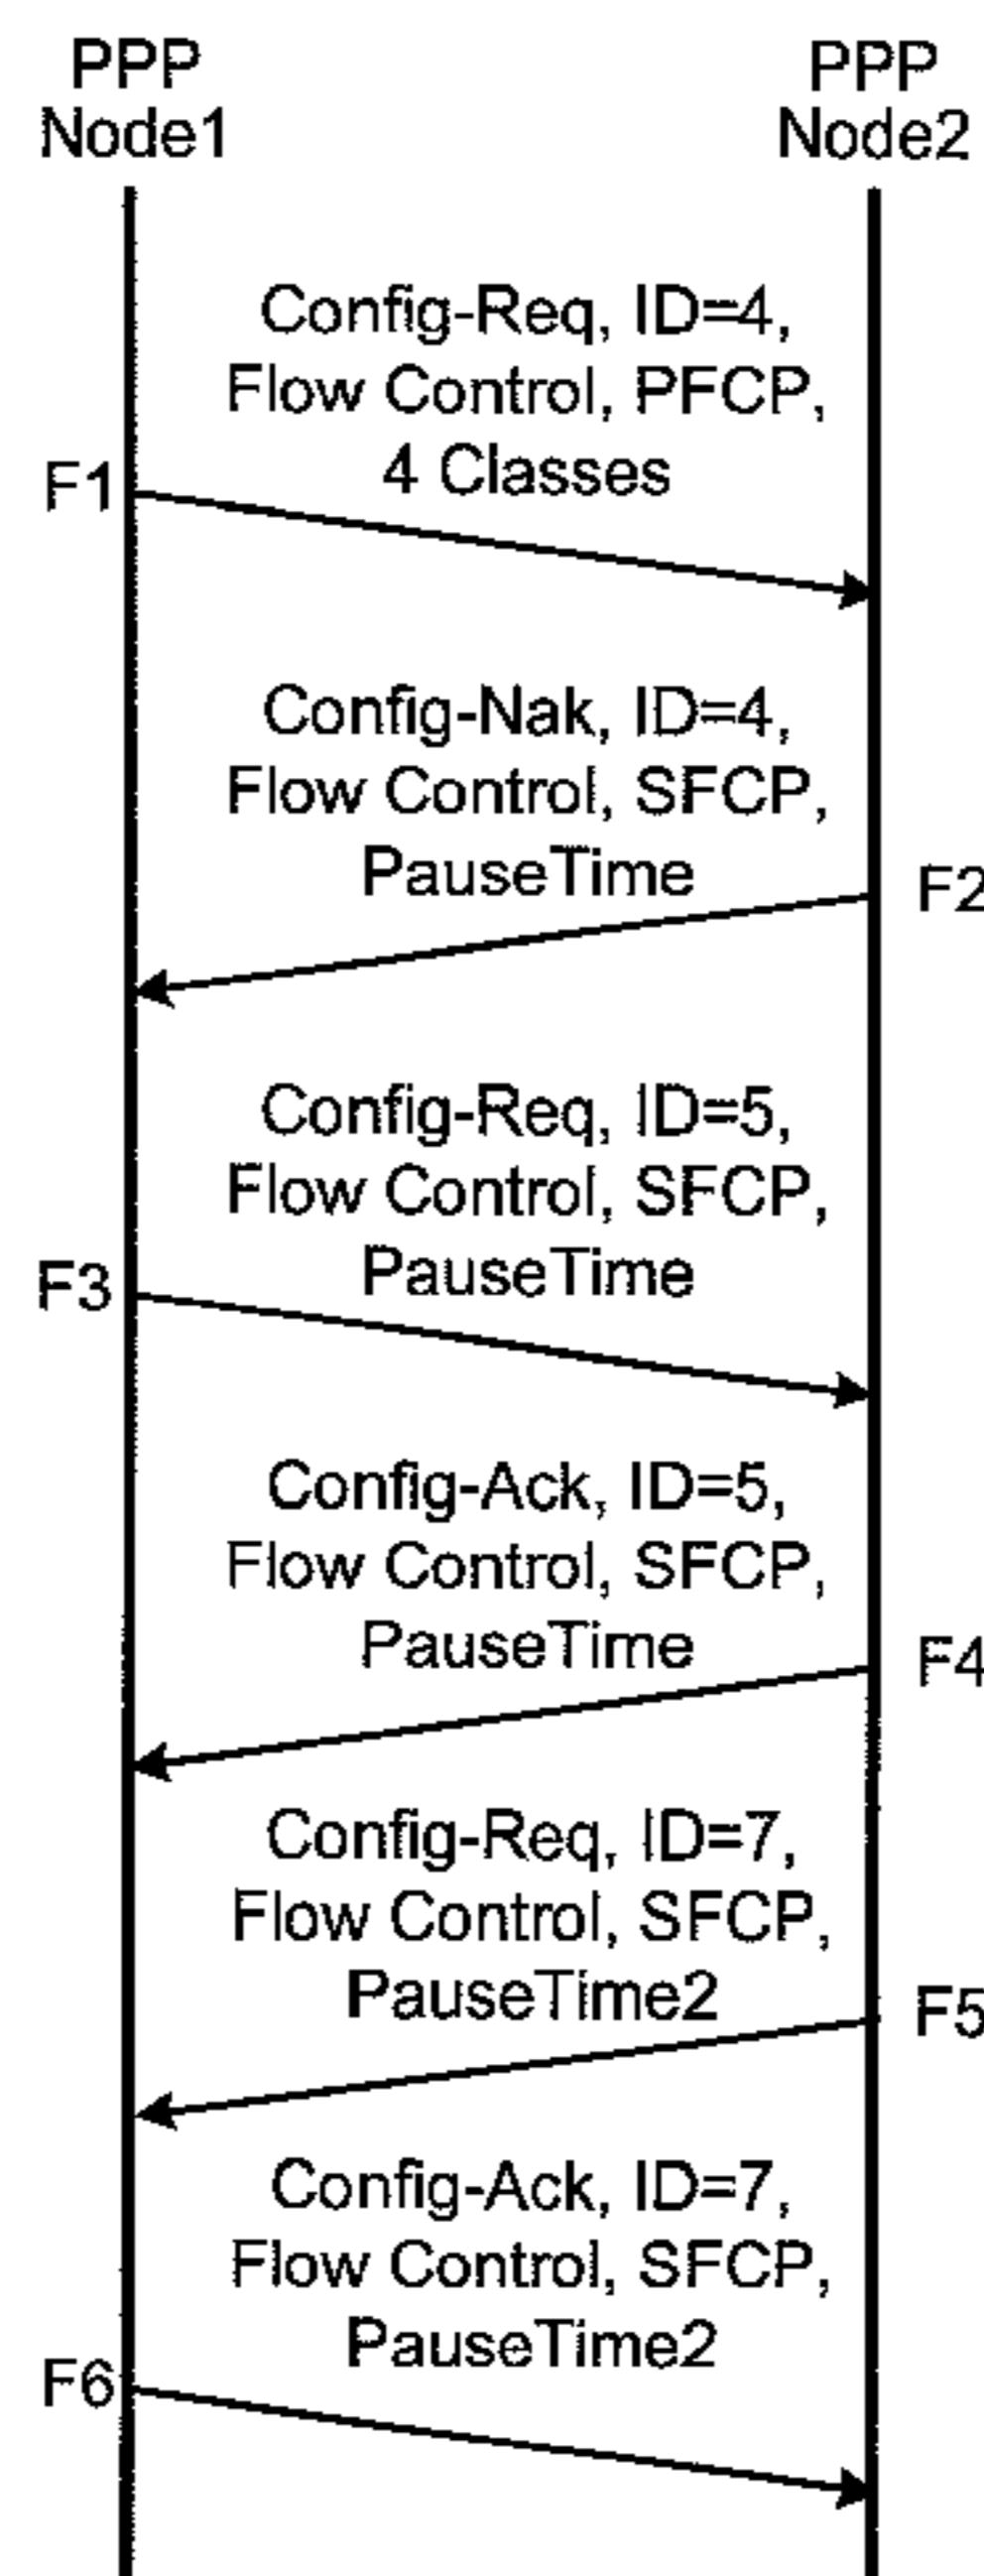 PPP
Node1
PPP
Node2
Config-Req, ID=4,
Flow Control, PFCP,
4 Classes
F1
Config-Nak, ID=4,
Flow Control, SFCP,
PauseTime
F2
Config-Req, ID=5,
Flow Control, SFCP,
PauseTime
F3
Config-Ack, ID=5,
Flow Control, SFCP,
PauseTime
F4
Config-Req, ID=7,
Flow Control, SFCP,
PauseTime2
F5
Config-Ack, ID=7,
Flow Control, SFCP,
PauseTime2
F6